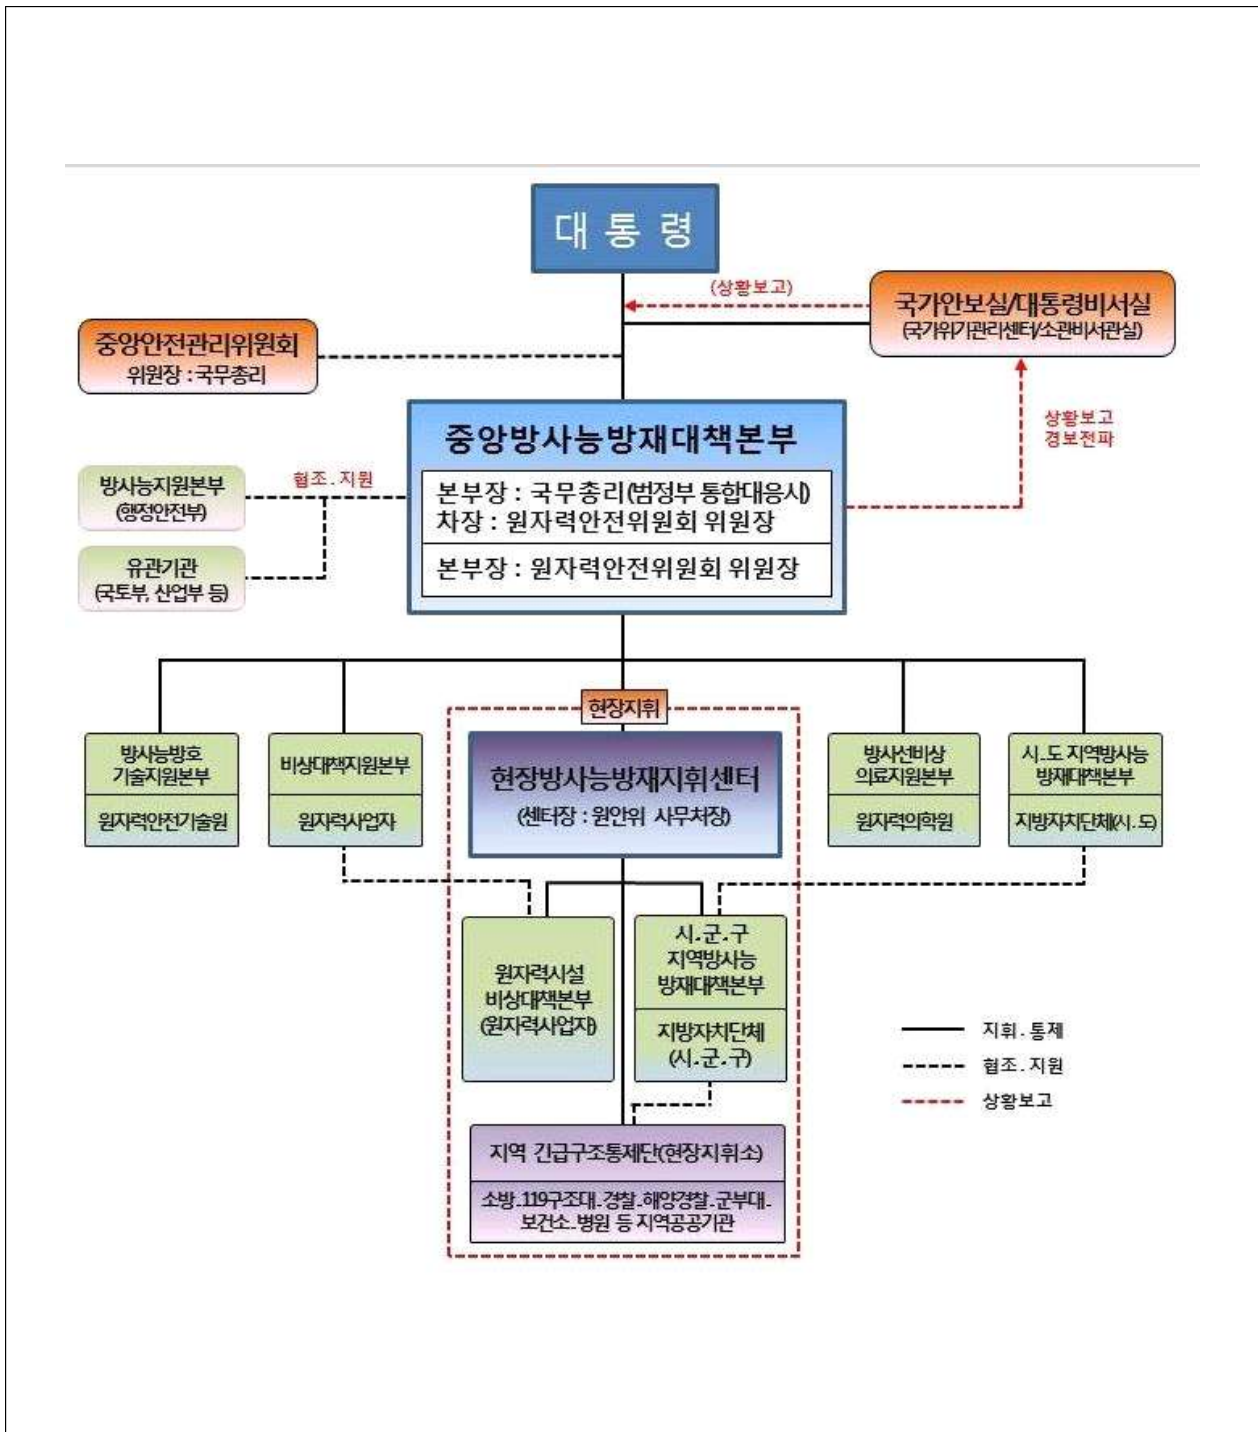 대 통 령
(상황보고)
국가안보실/대통령비서실
(국가위기관리센터/소관비서관실)
중앙안전관리위원회
위원장 : 국무총리
상황보고
경보전파
중앙방사능방재대책본부
본부장 : 국무총리(범정부 통합대응시)
차장 : 원자력안전위원회 위원장
본부장 : 원자력안전위원회 위원장
방사능지원본부
(행정안전부)
협조.지원
유관기관
(국토부, 산업부 등)
현장지휘
방사능방호
기술지원본부
원자력안전기술원
비상대책지원본부
원자력사업자
현장방사능방재지휘센터
(센터장 : 원안위 사무처장)
방사선비상
의료지원본부
원자력의학원
시.도 지역방사능
방재대책본부
지방자치단체(시.도)
원자력시설
비상대책본부
(원자력사업자)
시.군.구
지역방사능
방재대책본부
지방자치단체
(시.군.구)
지휘.통제
협조.지원
상황보고
지역 긴급구조통제단(현장지휘소)
소방.119구조대.경찰.해양경찰.군부대.
보건소.병원 등 지역공공기관